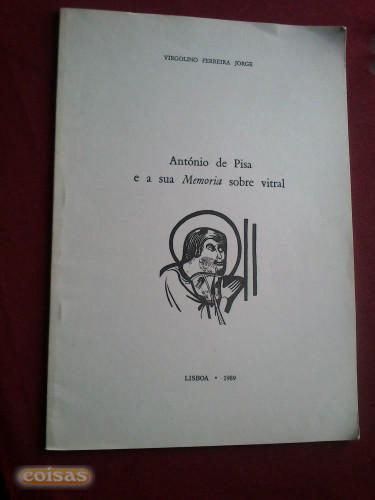 VIRGOLINO FERREIRA JORGE
António de Pisa
e a sua Memoria sobre vitral
LISBOA • 1989
coisas